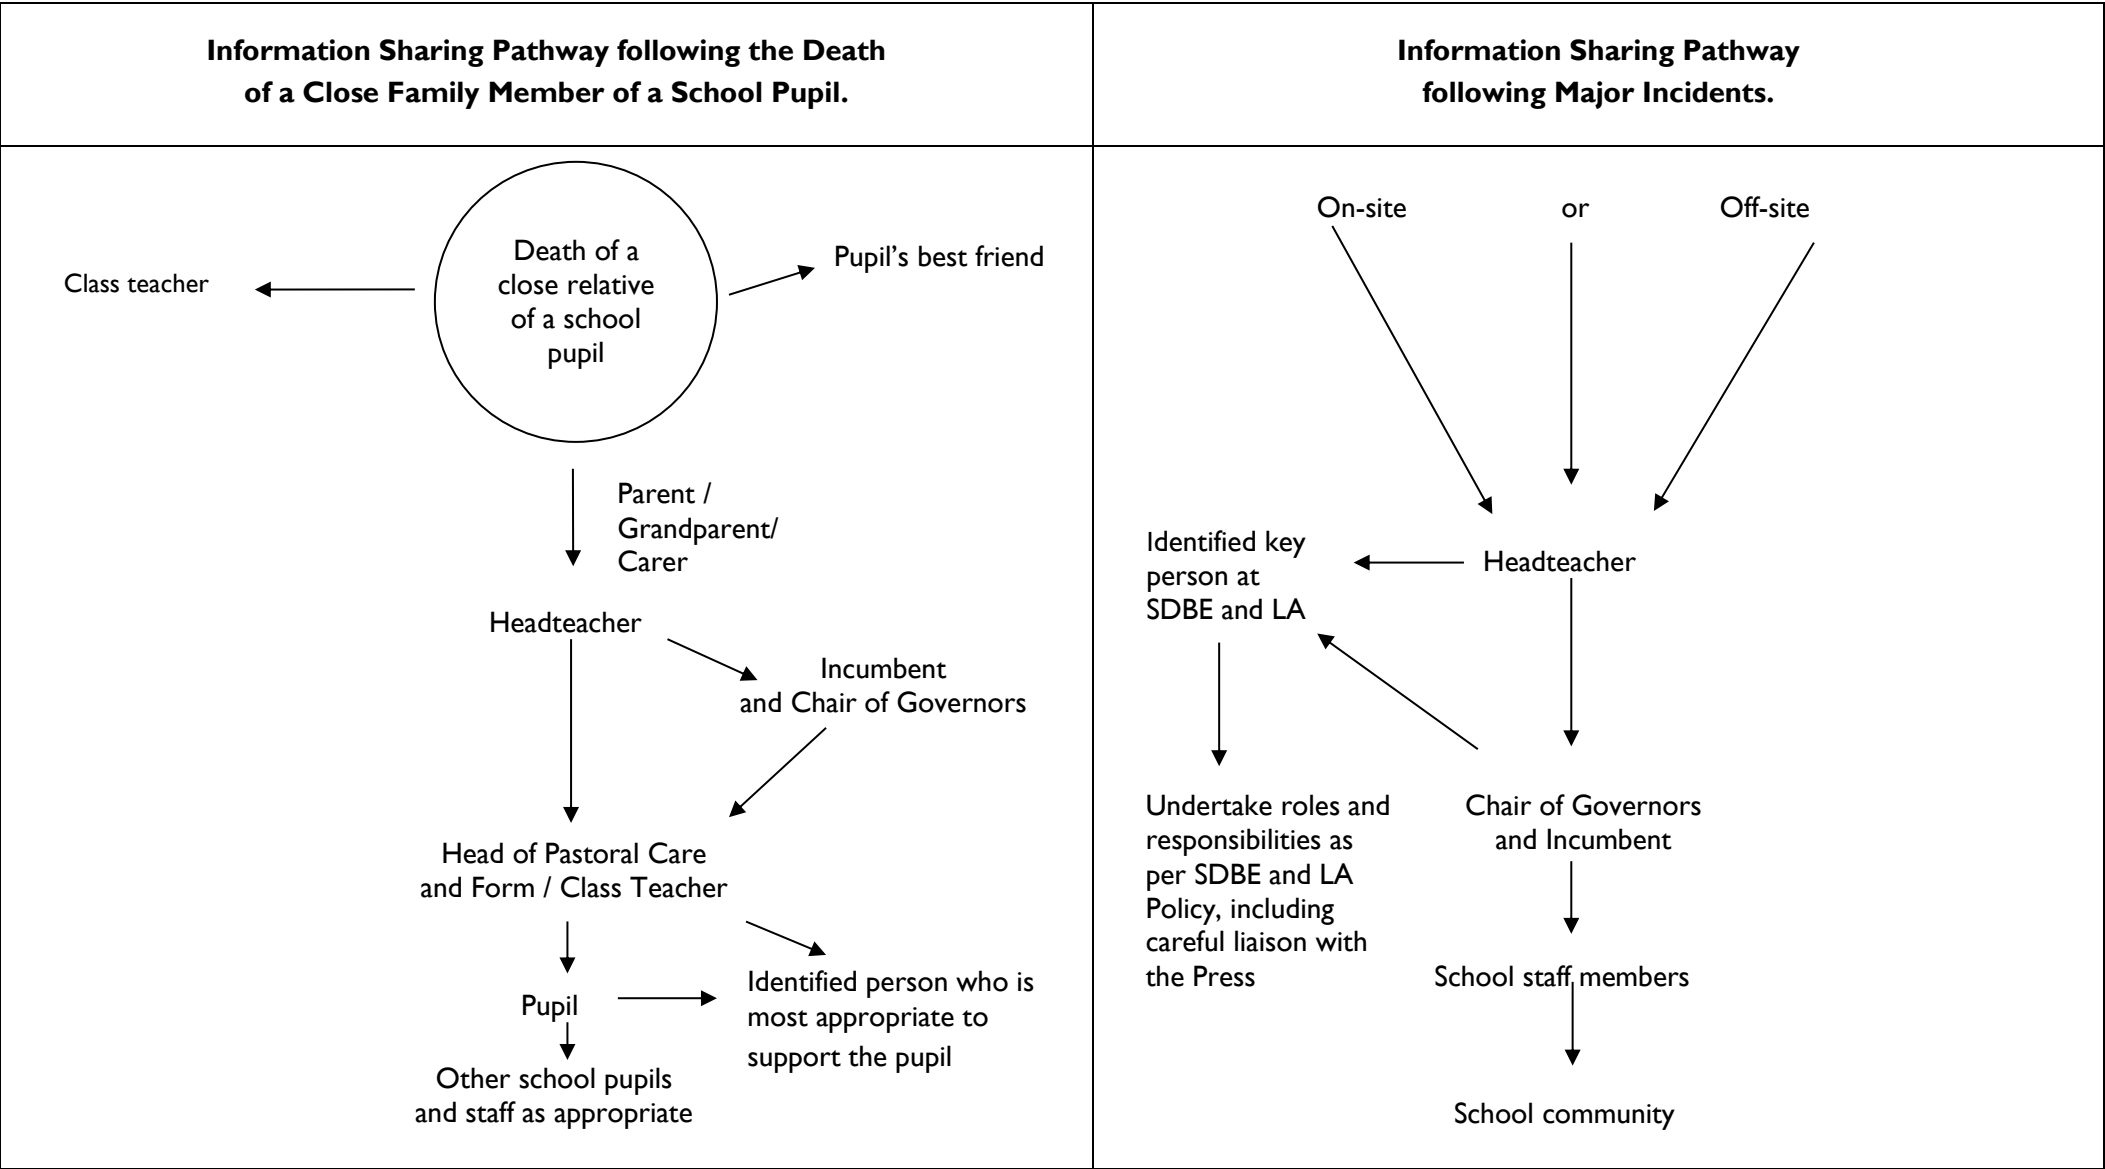 Information Sharing Pathway following the Death
of a Close Family Member of a School Pupil.
Information Sharing Pathway
following Major Incidents.
Death of a
close relative
of a school
pupil
Class teacher
Pupil’s best friend
Parent /
Grandparent/
Carer
Headteacher
Incumbent
and Chair of Governors
Head of Pastoral Care
and Form / Class Teacher
Pupil
Identified person who is
most appropriate to
support the pupil
Other school pupils
and staff as appropriate
On-site or Off-site
Headteacher
Identified key
person at
SDBE and LA
Undertake roles and
responsibilities as
per SDBE and LA
Policy, including
careful liaison with
the Press
Chair of Governors
and Incumbent
School staff members
School community